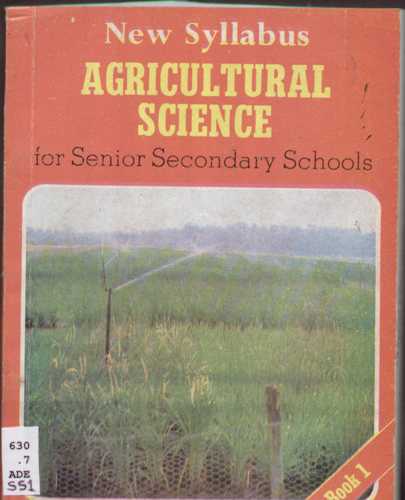 New Syllabus
AGRICULTURAL
SCIENCE
for Senior Secondary Schools
630
.7
ADE
SS1
Book 1